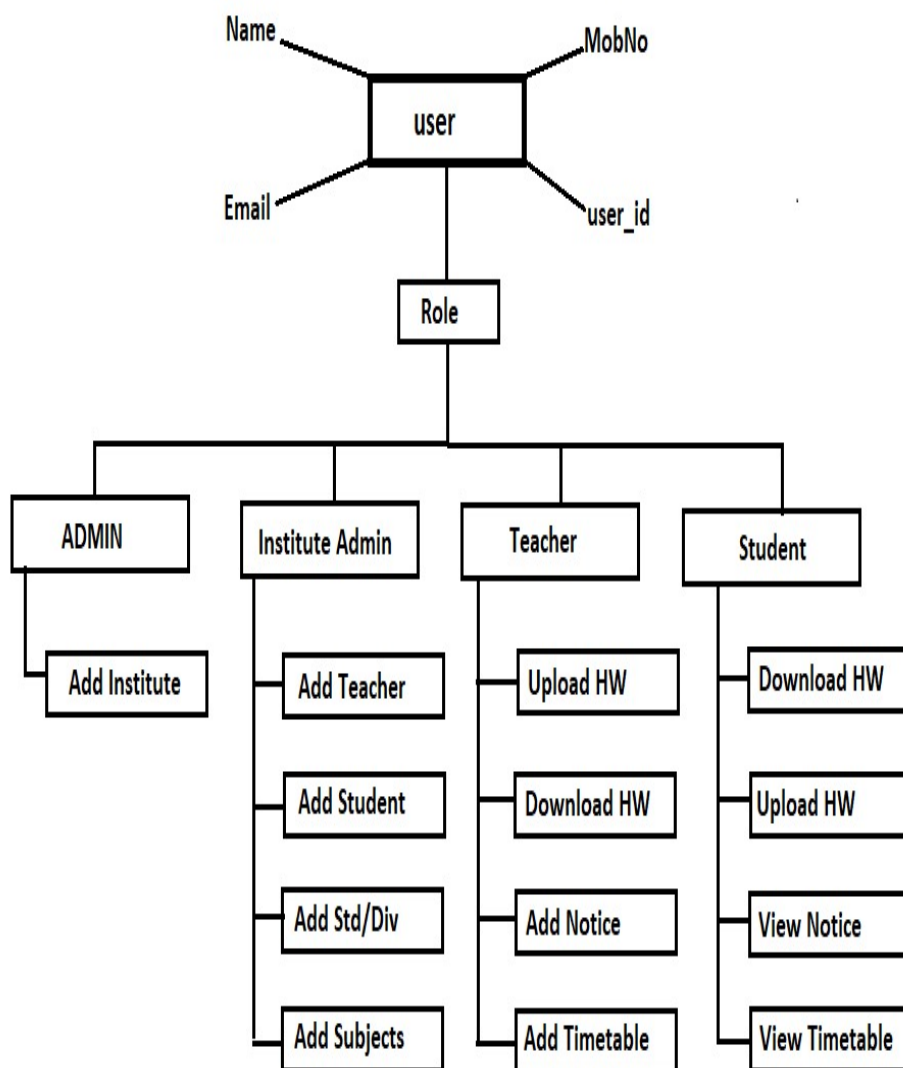 Name
MobNo
user
Email
user_id
Role
ADMIN
Institute Admin
Teacher
Student
Add Institute
Add Teacher
Upload HW
Download HW
Add Student
Download HW
Upload HW
Add Std/Div
Add Notice
View Notice
Add Subjects
Add Timetable
View Timetable